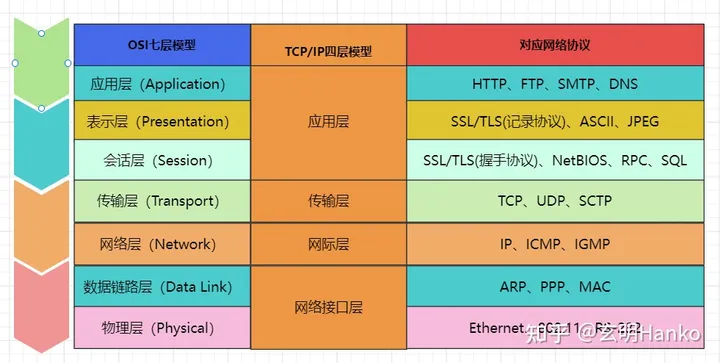 OSI七层模型 TCP/IP四层模型 对应网络协议
应用层（Application） HTTP、FTP、SMTP、DNS
表示层（Presentation） 应用层 SSL/TLS(记录协议)、ASCII、JPEG
会话层（Session） SSL/TLS(握手协议)、NetBIOS、RPC、SQL
传输层（Transport） 传输层 TCP、UDP、SCTP
网络层（Network） 网际层 IP、ICMP、IGMP
数据链路层（Data Link） ARP、PPP、MAC
网络接口层
物理层（Physical） Ethernet、802.11、RS-232
知乎 @玄明Hanko